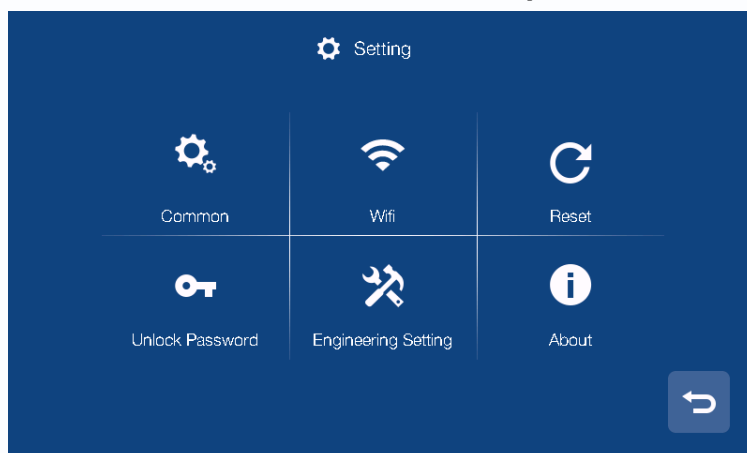 Setting
Common
Wifi
Reset
Unlock Password
Engineering Setting
About